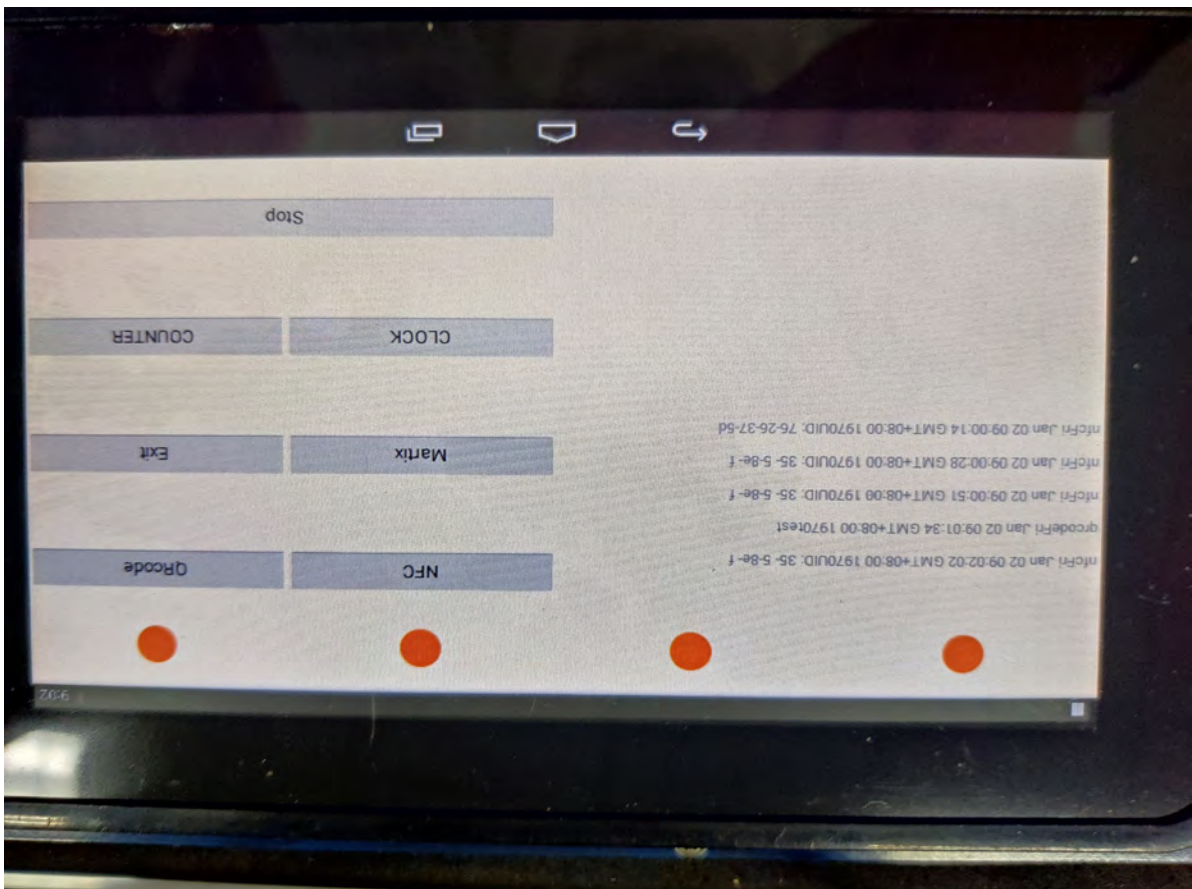 9:02
nfcFri Jan 02 09:02:02 GMT+08:00 1970UID: 35- 5-8e- f
qrcodeFri Jan 02 09:01:34 GMT+08:00 1970test
nfcFri Jan 02 09:00:51 GMT+08:00 1970UID: 35- 5-8e- f
nfcFri Jan 02 09:00:28 GMT+08:00 1970UID: 35- 5-8e- f
nfcFri Jan 02 09:00:14 GMT+08:00 1970UID: 76-26-37-5d
NFC
QRcode
Martix
Exit
CLOCK
COUNTER
Stop